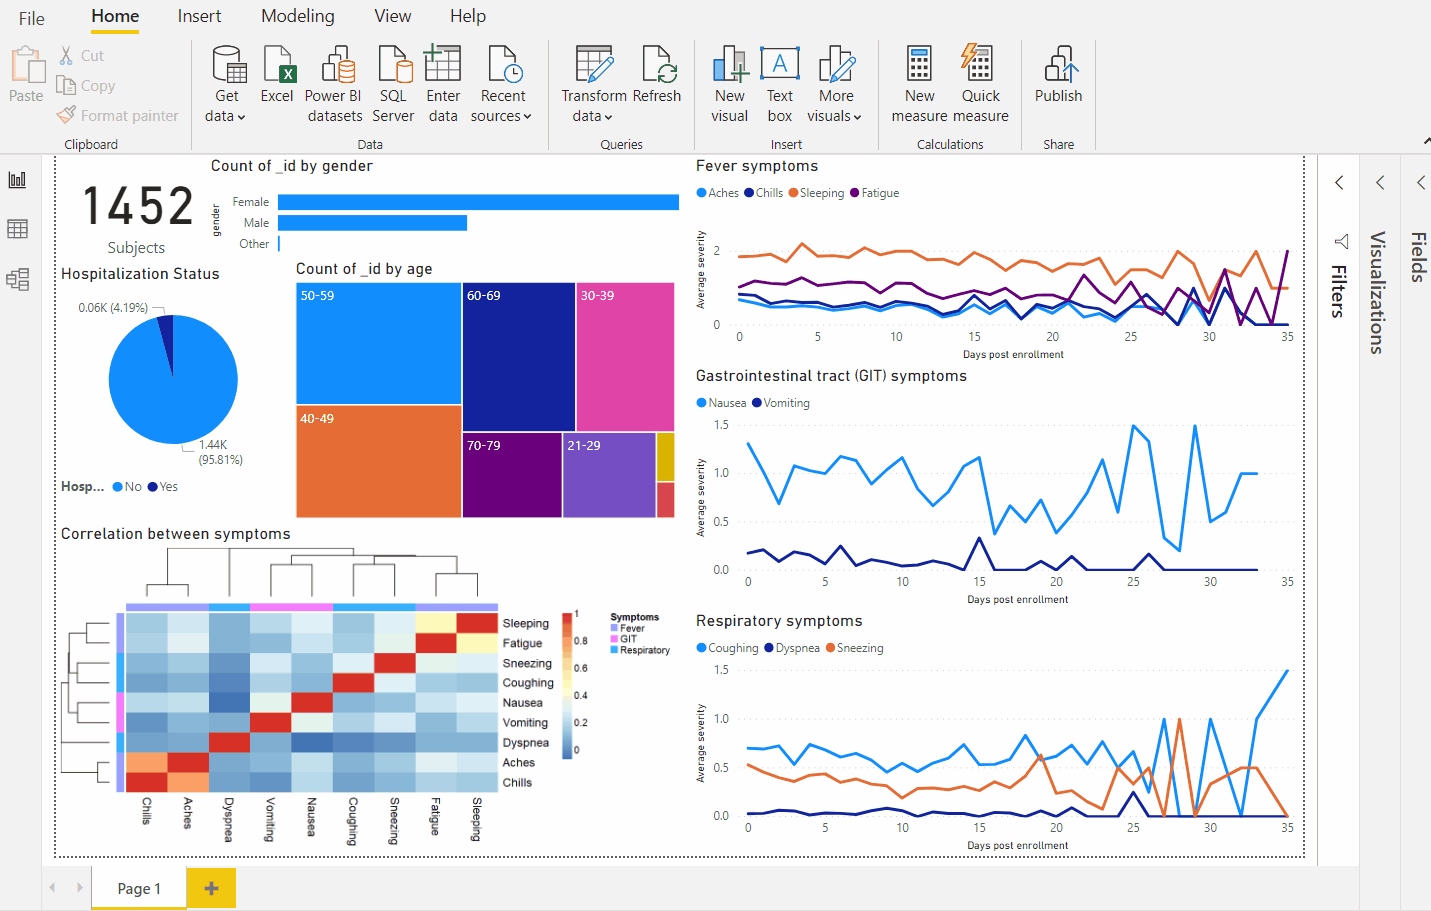 File
Home
Insert
Modeling
View
Help
Paste
Cut
Copy
Format painter
Clipboard
Get
data
Excel
Power BI
datasets
SQL
Server
Enter
data
Recent
sources
Data
Transform
data
Refresh
Queries
New
visual
A
Text
box
More
visuals
Insert
New
measure
Quick
measure
Calculations
Publish
Share
1452
Subjects
Count of _id by gender
gender
Female
Male
Other
Hospitalization Status
0.06K (4.19%)
1.44K
(95.81%)
Hosp... No Yes
Count of _id by age
50-59
60-69
30-39
40-49
70-79
21-29
Correlation between symptoms
Sleeping
Fatigue
Sneezing
Coughing
Nausea
Vomiting
Dyspnea
Aches
Chills
Chills Aches Dyspnea Vomiting Nausea Coughing Sneezing Fatigue Sleeping
1
0.8
0.6
0.4
0.2
0
Symptoms
Fever
GIT
Respiratory
Fever symptoms
Aches Chills Sleeping Fatigue
Average severity
2
0
0 5 10 15 20 25 30 35
Days post enrollment
Gastrointestinal tract (GIT) symptoms
Nausea Vomiting
Average severity
1.5
1.0
0.5
0.0
0 5 10 15 20 25 30 35
Days post enrollment
Respiratory symptoms
Coughing Dyspnea Sneezing
Average severity
1.5
1.0
0.5
0.0
0 5 10 15 20 25 30 35
Days post enrollment
Filters
Visualizations
Fields
Page 1